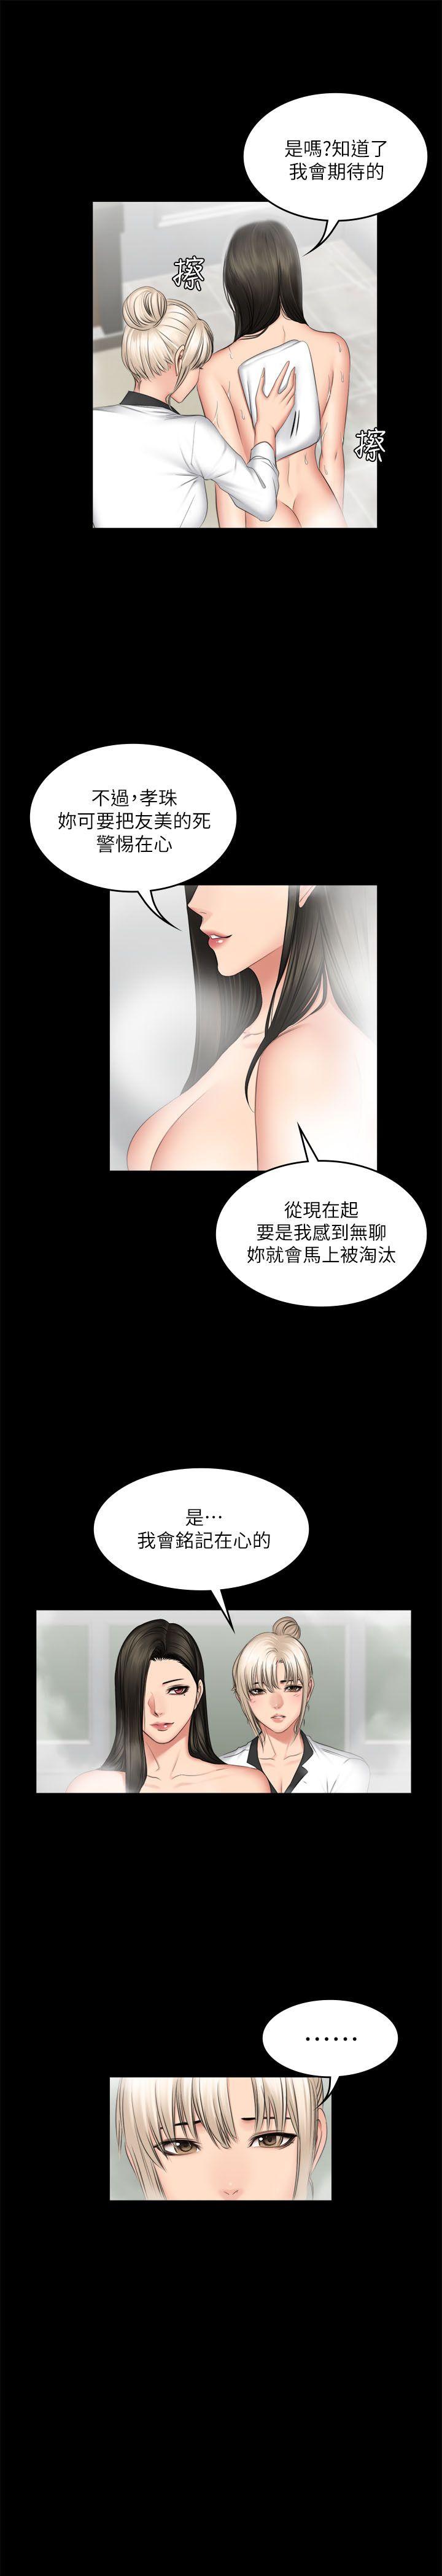 是嗎?知道了
我會期待的
擦
擦
不過,孝珠
妳可要把友美的死
警惕在心
從現在起
要是我感到無聊
妳就會馬上被淘汰
是⋯
我會銘記在心的
⋯⋯